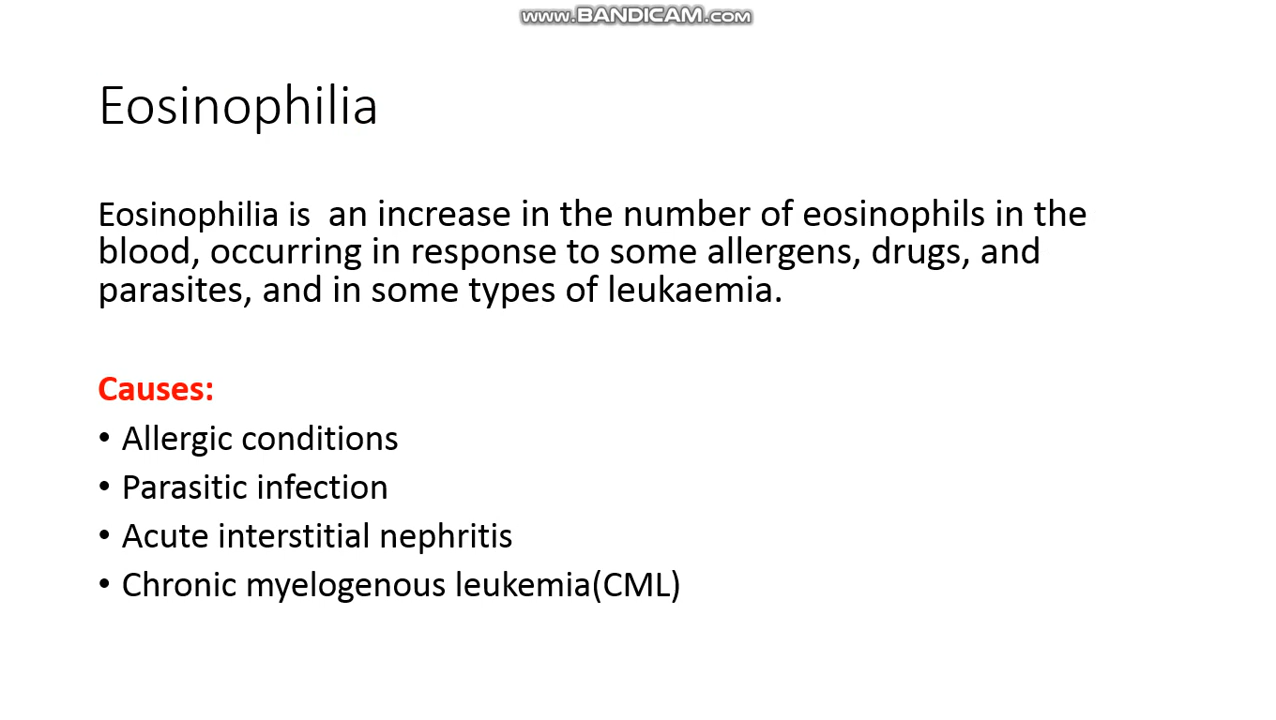 www.BANDICAM.com
Eosinophilia
Eosinophilia is  an increase in the number of eosinophils in the
blood, occurring in response to some allergens, drugs, and
parasites, and in some types of leukaemia.
Causes:
• Allergic conditions
• Parasitic infection
• Acute interstitial nephritis
• Chronic myelogenous leukemia(CML)